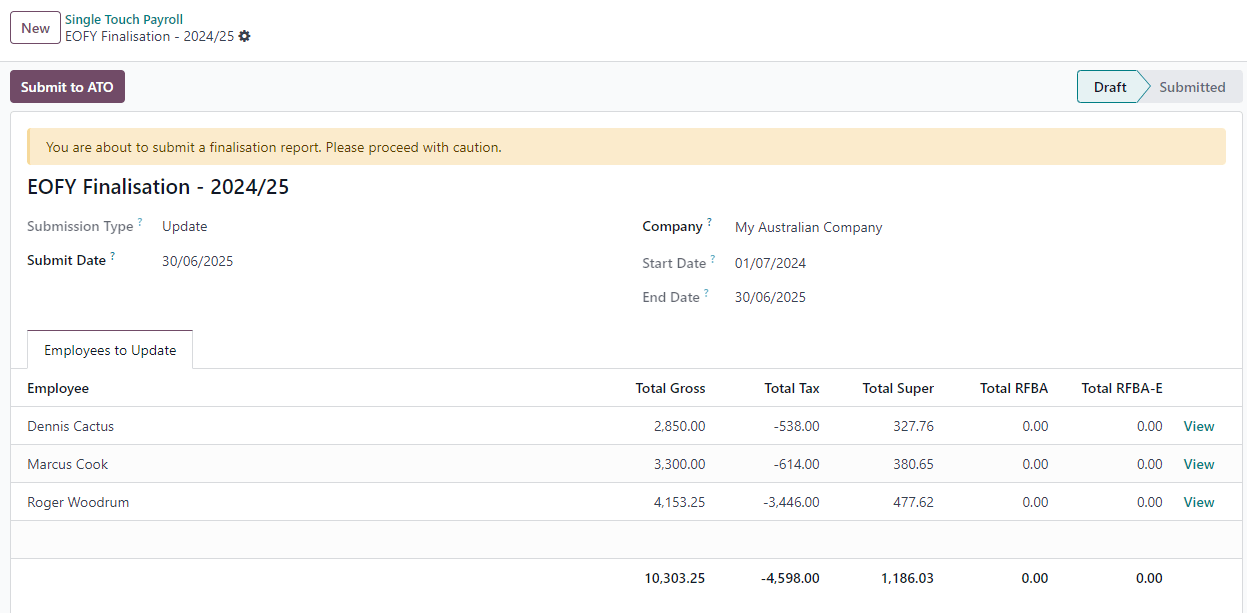 New
Single Touch Payroll
EOFY Finalisation - 2024/25
Submit to ATO
Draft
Submitted
You are about to submit a finalisation report. Please proceed with caution.
EOFY Finalisation - 2024/25
Submission Type ? Update
Company ? My Australian Company
Submit Date ? 30/06/2025
Start Date ? 01/07/2024
End Date ? 30/06/2025
Employees to Update
Employee Total Gross Total Tax Total Super Total RFBA Total RFBA-E
Dennis Cactus 2,850.00 -538.00 327.76 0.00 0.00 View
Marcus Cook 3,300.00 -614.00 380.65 0.00 0.00 View
Roger Woodrum 4,153.25 -3,446.00 477.62 0.00 0.00 View
10,303.25 -4,598.00 1,186.03 0.00 0.00